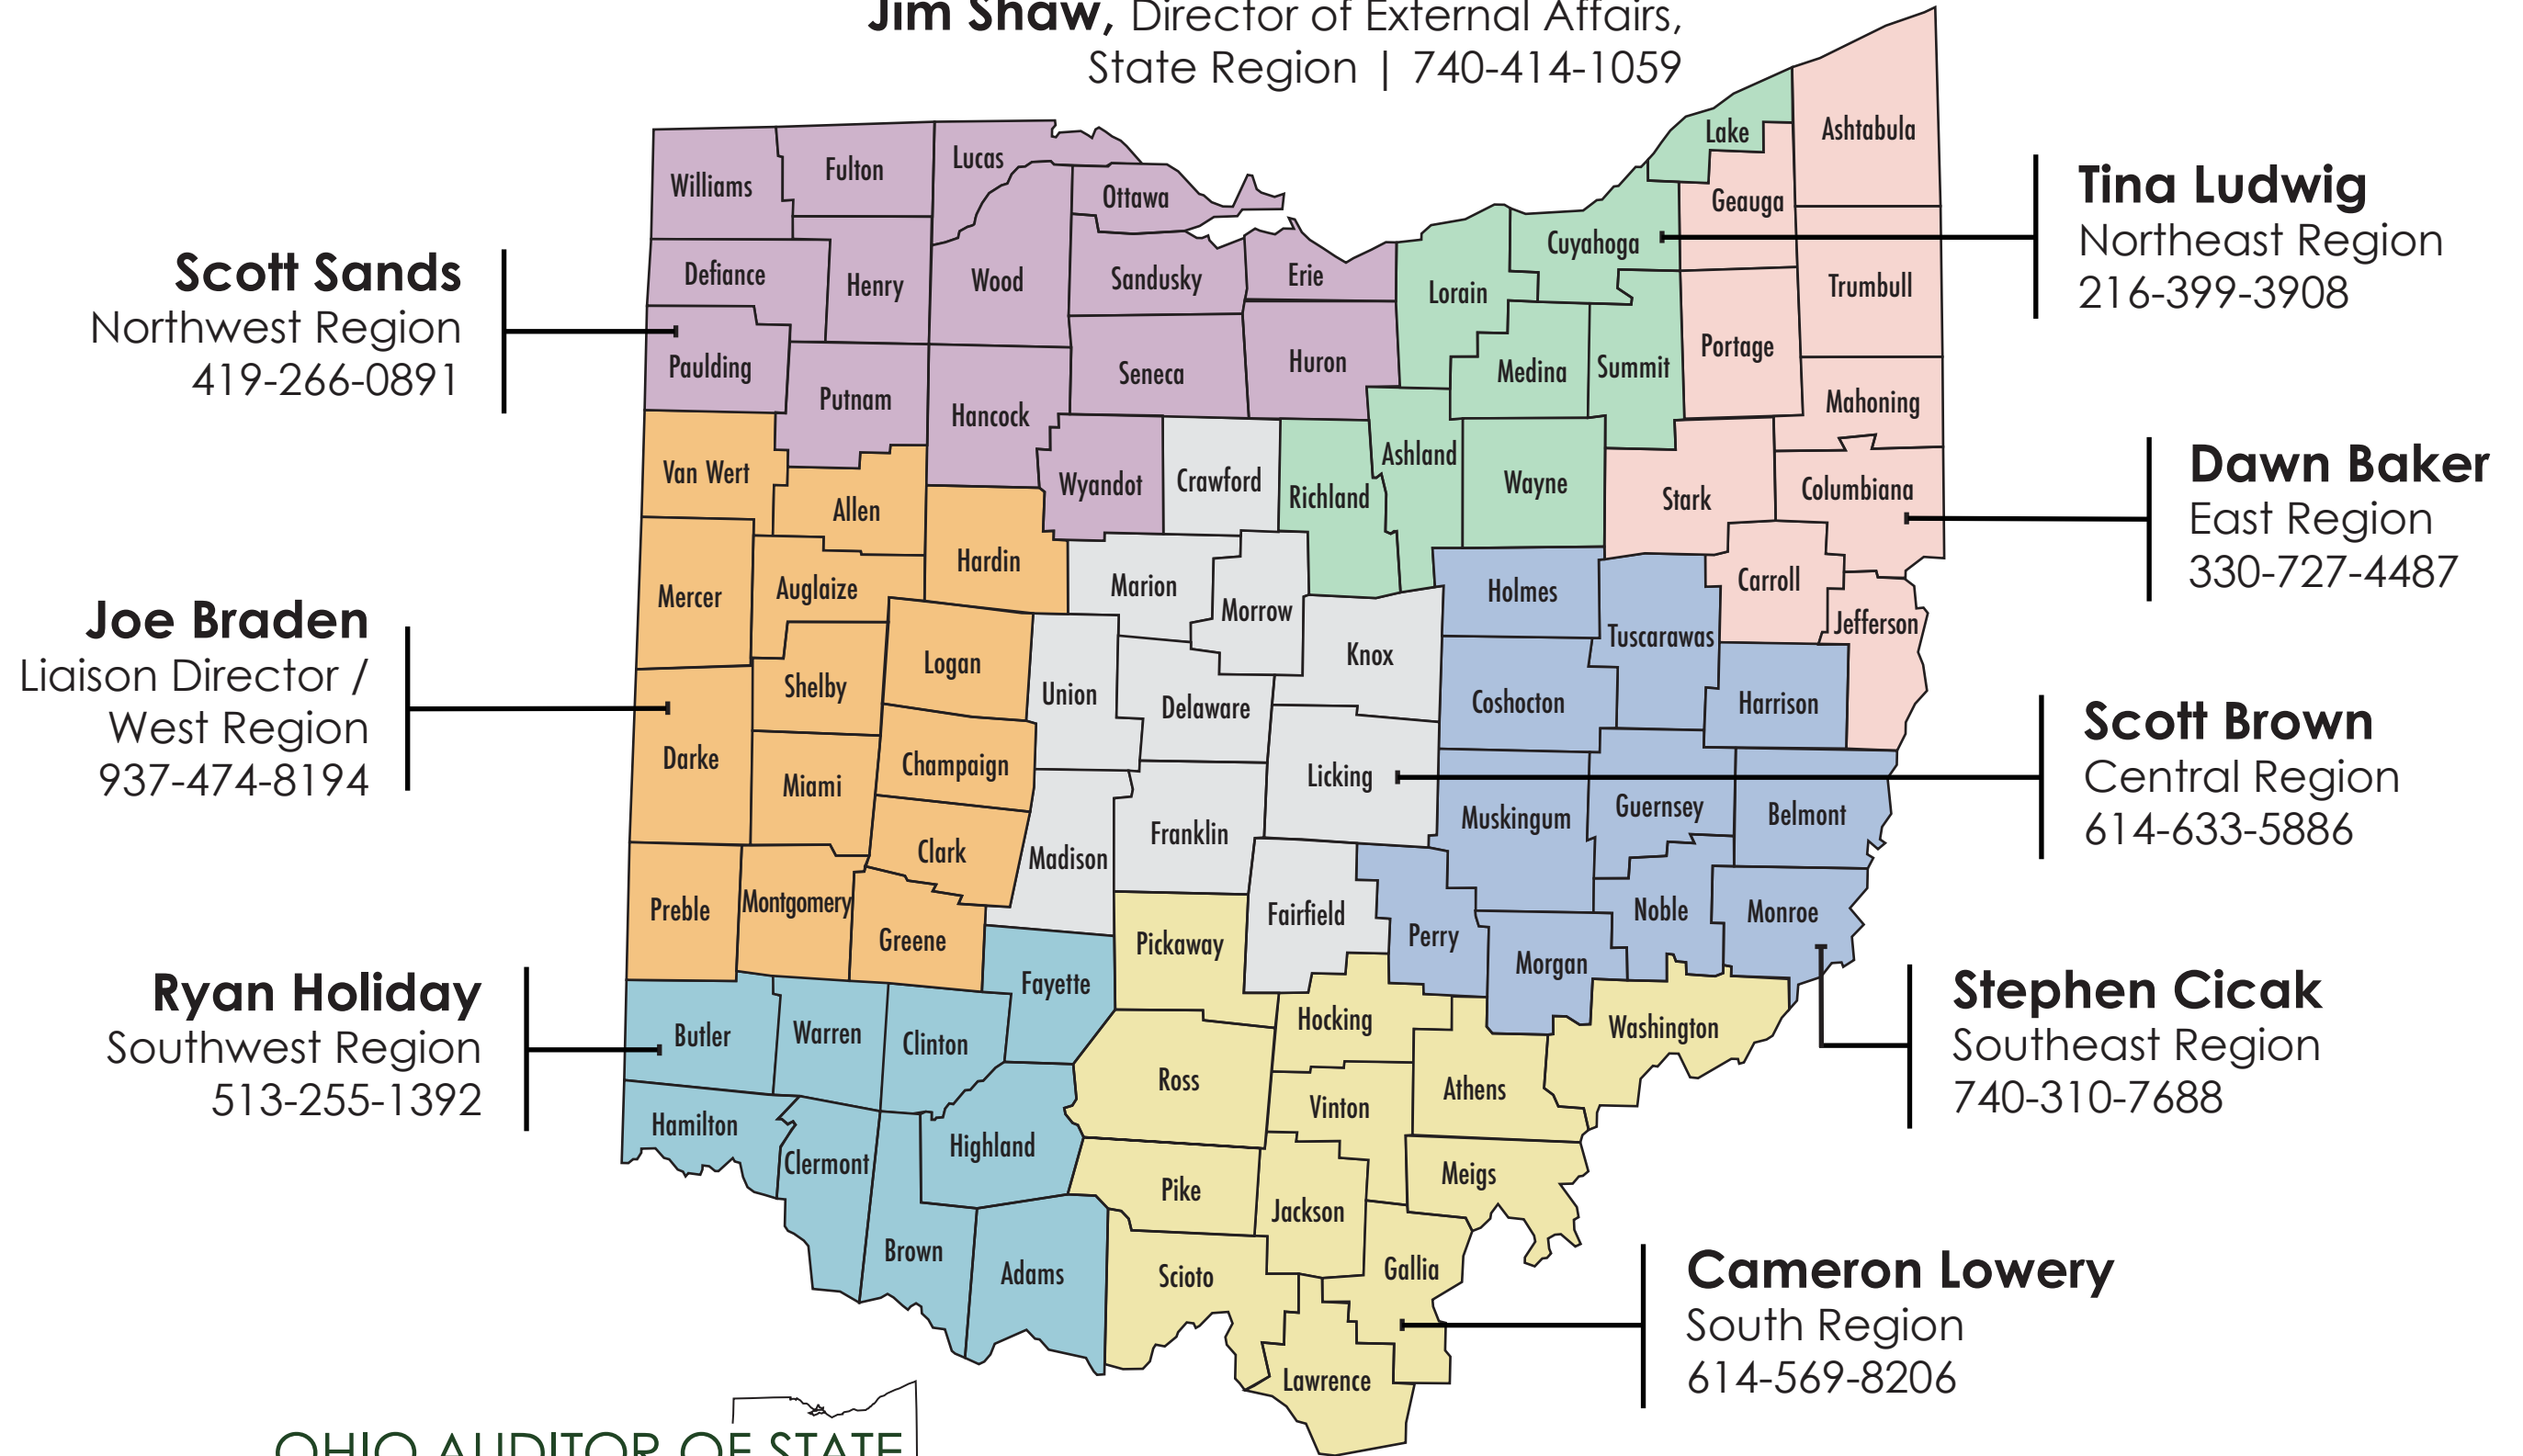 Jim Shaw, Director of External Affairs,
State Region | 740-414-1059
Scott Sands
Northwest Region
419-266-0891
Joe Braden
Liaison Director /
West Region
937-474-8194
Ryan Holiday
Southwest Region
513-255-1392
Tina Ludwig
Northeast Region
216-399-3908
Dawn Baker
East Region
330-727-4487
Scott Brown
Central Region
614-633-5886
Stephen Cicak
Southeast Region
740-310-7688
Cameron Lowery
South Region
614-569-8206
Williams
Fulton
Lucas
Ottawa
Defiance
Henry
Wood
Sandusky
Erie
Paulding
Putnam
Hancock
Seneca
Huron
Wyandot
Lake
Ashtabula
Geauga
Cuyahoga
Trumbull
Lorain
Medina
Summit
Portage
Mahoning
Ashland
Richland
Wayne
Stark
Columbiana
Carroll
Jefferson
Crawford
Marion
Morrow
Knox
Union
Delaware
Licking
Madison
Franklin
Fairfield
Van Wert
Allen
Hardin
Mercer
Auglaize
Shelby
Logan
Darke
Miami
Champaign
Clark
Preble
Montgomery
Greene
Holmes
Tuscarawas
Coshocton
Harrison
Muskingum
Guernsey
Belmont
Perry
Morgan
Noble
Monroe
Butler
Warren
Clinton
Fayette
Hamilton
Clermont
Highland
Brown
Adams
Pickaway
Hocking
Washington
Ross
Vinton
Athens
Pike
Jackson
Meigs
Scioto
Gallia
Lawrence
OHIO AUDITOR OF STATE